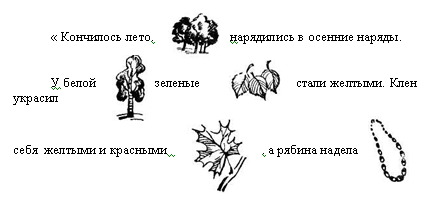 « Кончилось лето, нарядились в осенние наряды.
У белой зеленые стали желтыми. Клен
украсил
себя желтыми и красными , а рябина надела